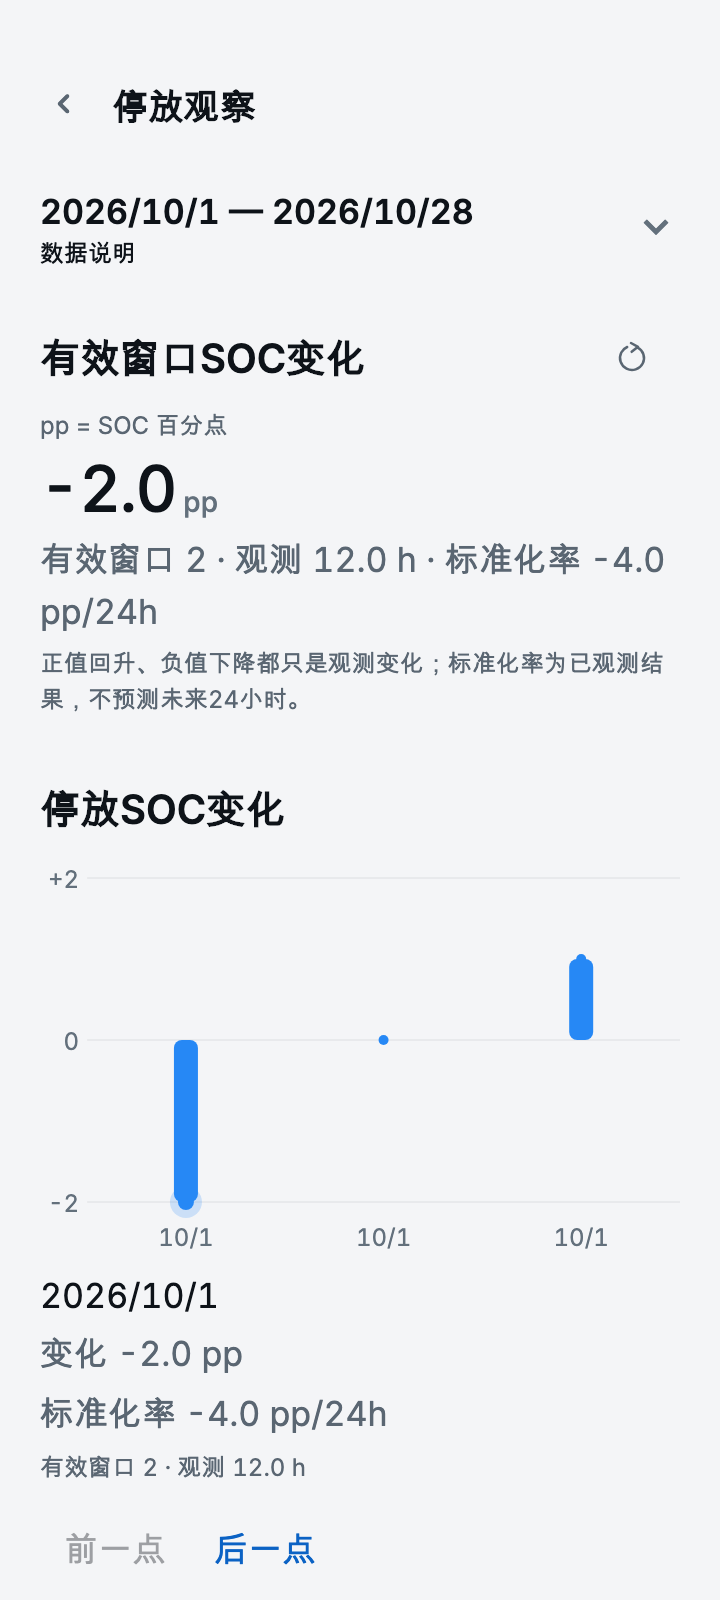 停放观察
2026/10/1 — 2026/10/28
数据说明
有效窗口SOC变化
pp = SOC 百分点
-2.0 pp
有效窗口 2 · 观测 12.0 h · 标准化率 -4.0
pp/24h
正值回升、负值下降都只是观测变化；标准化率为已观测结
果，不预测未来24小时。
停放SOC变化
+2
0
-2
10/1 10/1 10/1
2026/10/1
变化 -2.0 pp
标准化率 -4.0 pp/24h
有效窗口 2 · 观测 12.0 h
前一点 后一点